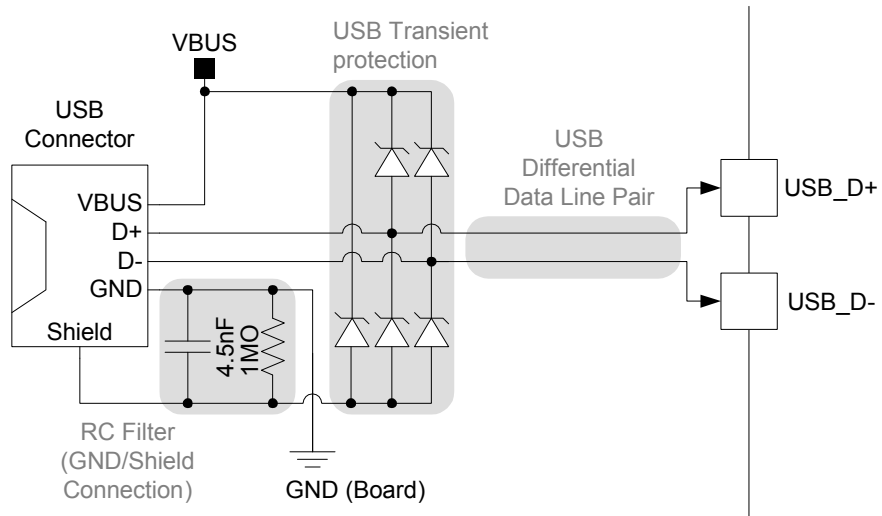 USB Transient
protection
VBUS
USB
Connector
VBUS
D+
D-
GND
Shield
4.5nF
1MO
USB
Differential
Data Line Pair
USB_D+
USB_D-
RC Filter
(GND/Shield
Connection)
GND (Board)